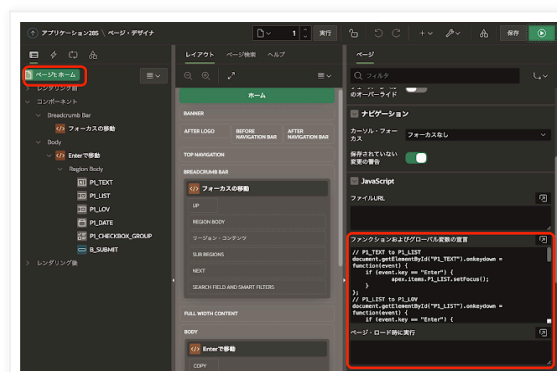 アプリケーション285 \ ページ・デザイナ
1
実行
保存
ページ1: ホーム
レンダリング前
コンポーネント
Breadcrumb Bar
フォーカスの移動
Body
Enterで移動
Region Body
P1_TEXT
P1_LIST
P1_LOV
P1_DATE
P1_CHECKBOX_GROUP
B_SUBMIT
レンダリング後
レイアウト
ページ検索
ヘルプ
ホーム
BANNER
AFTER LOGO
BEFORE NAVIGATION BAR
AFTER NAVIGATION BAR
TOP NAVIGATION
BREADCRUMB BAR
フォーカスの移動
UP
REGION BODY
リージョン・コンテンツ
SUB REGIONS
NEXT
SEARCH FIELD AND SMART FILTERS
FULL WIDTH CONTENT
BODY
Enterで移動
COPY
ページ
フィルタ
のオーバーライド
ナビゲーション
カーソル・フォーカス
フォーカスなし
保存されていない変更の警告
JavaScript
ファイルURL
ファンクションおよびグローバル変数の宣言
// P1_TEXT to P1_LIST
document.getElementById("P1_TEXT").onkeydown =
function(event) {
if (event.key == "Enter") {
apex.items.P1_LIST.setFocus();
}
};
// P1_LIST to P1_LOV
document.getElementById("P1_LIST").onkeydown =
function(event) {
if (event.key == "Enter") {
ページ・ロード時に実行